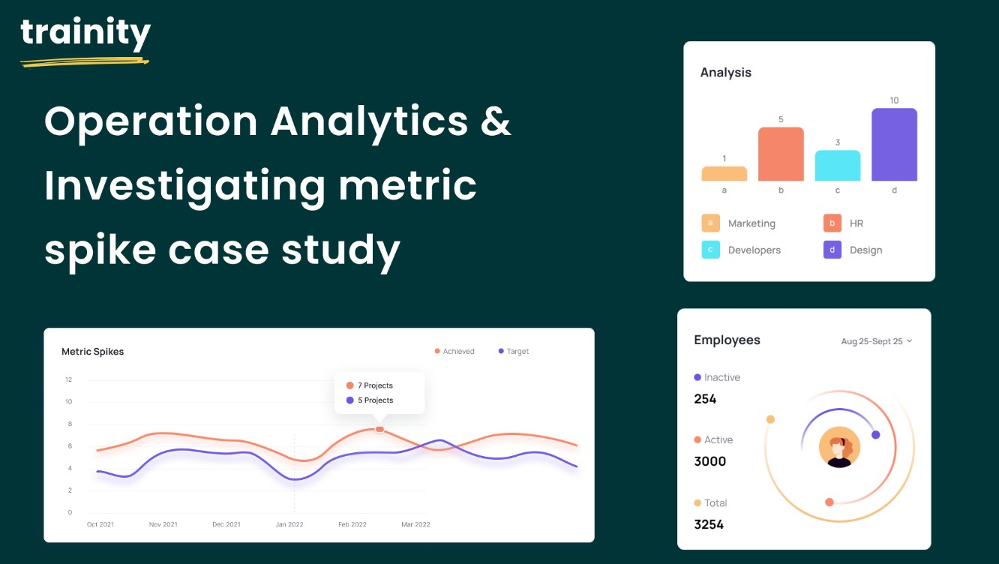 trainity
Operation Analytics &
Investigating metric
spike case study
Metric Spikes
Achieved
Target
12
10
8
6
4
2
0
7 Projects
5 Projects
Oct 2021
Nov 2021
Dec 2021
Jan 2022
Feb 2022
Mar 2022
Analysis
1
5
3
10
a
b
c
d
a Marketing
b HR
c Developers
d Design
Employees
Aug 25-Sept 25
Inactive
254
Active
3000
Total
3254